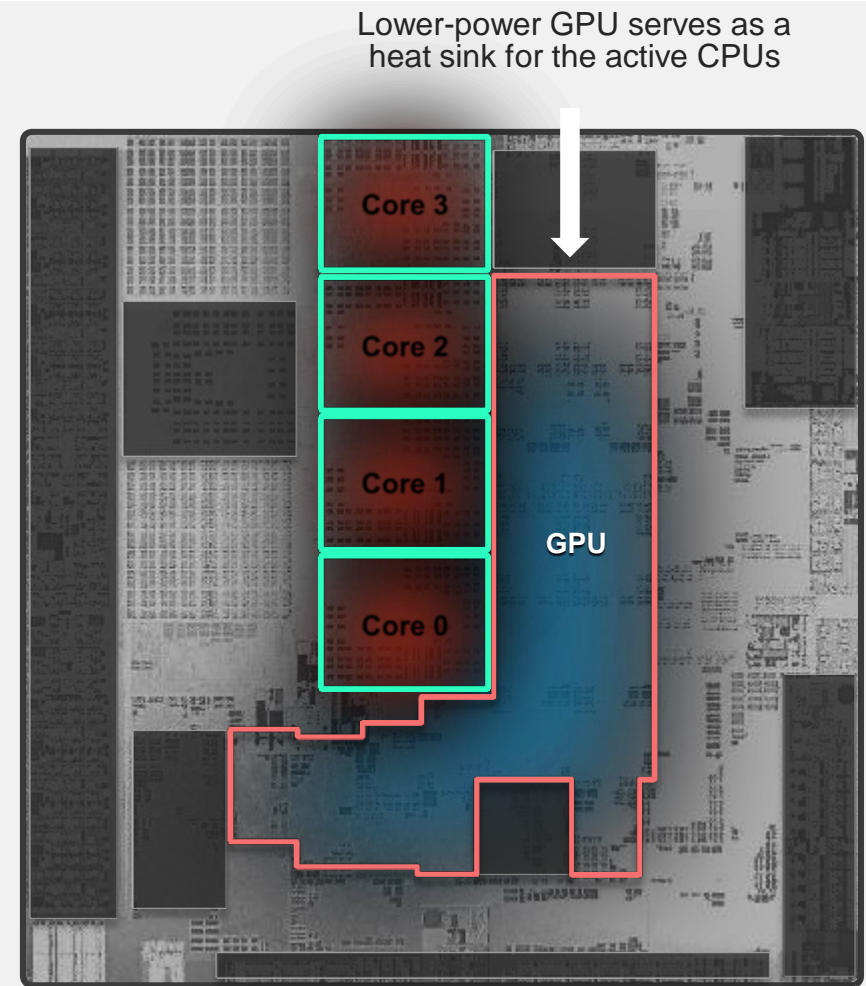 Lower-power GPU serves as a
heat sink for the active CPUs
Core 3
Core 2
Core 1
GPU
Core 0